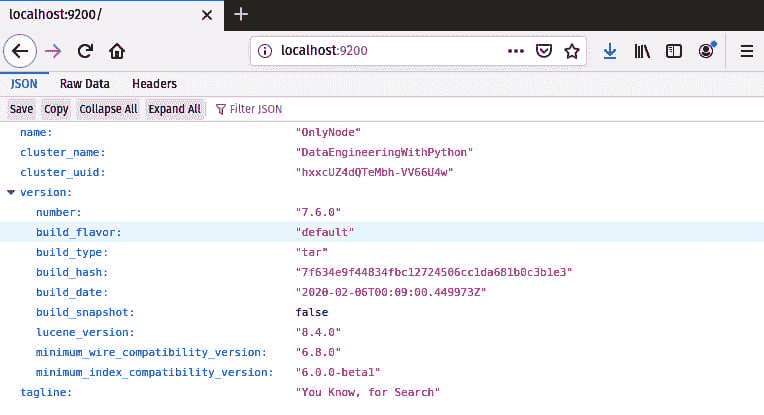 localhost:9200/
localhost:9200
JSON Raw Data Headers
Save Copy Collapse All Expand All Filter JSON
name: "OnlyNode"
cluster_name: "DataEngineeringWithPython"
cluster_uuid: "hxxcUZ4dQTeMbh-VV66U4w"
version:
number: "7.6.0"
build_flavor: "default"
build_type: "tar"
build_hash: "7f634e9f44834fbc12724506cc1da681b0c3b1e3"
build_date: "2020-02-06T00:09:00.449973Z"
build_snapshot: false
lucene_version: "8.4.0"
minimum_wire_compatibility_version: "6.8.0"
minimum_index_compatibility_version: "6.0.0-beta1"
tagline: "You Know, for Search"